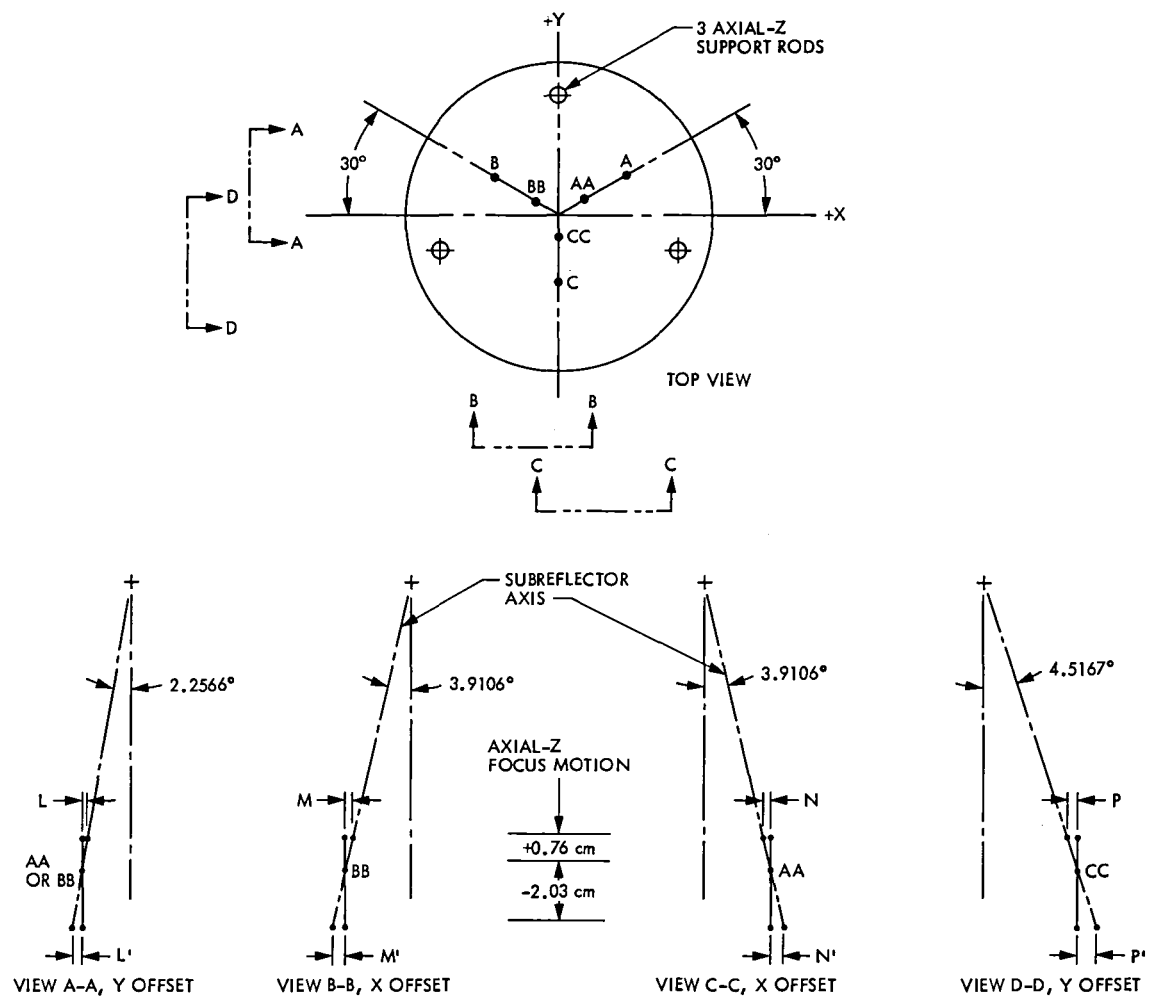 +Y
3 AXIAL-Z
SUPPORT RODS
A
30°
B
A
30°
BB
AA
D
+X
A
CC
C
D
TOP VIEW
B
B
C
C
SUBREFLECTOR
AXIS
2.2566°
3.9106°
3.9106°
4.5167°
AXIAL-Z
FOCUS MOTION
L
M
N
P
+0.76 cm
AA
OR BB
BB
AA
CC
-2.03 cm
L'
M'
N'
P'
VIEW A-A, Y OFFSET
VIEW B-B, X OFFSET
VIEW C-C, X OFFSET
VIEW D-D, Y OFFSET